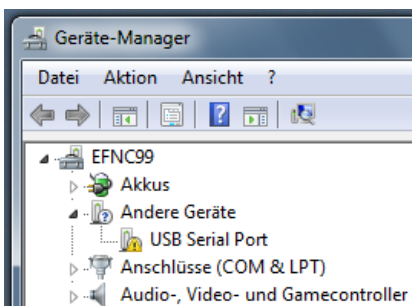 Geräte-Manager
Datei Aktion Ansicht ?
EFNC99
Akkus
Andere Geräte
USB Serial Port
Anschlüsse (COM & LPT)
Audio-, Video- und Gamecontroller